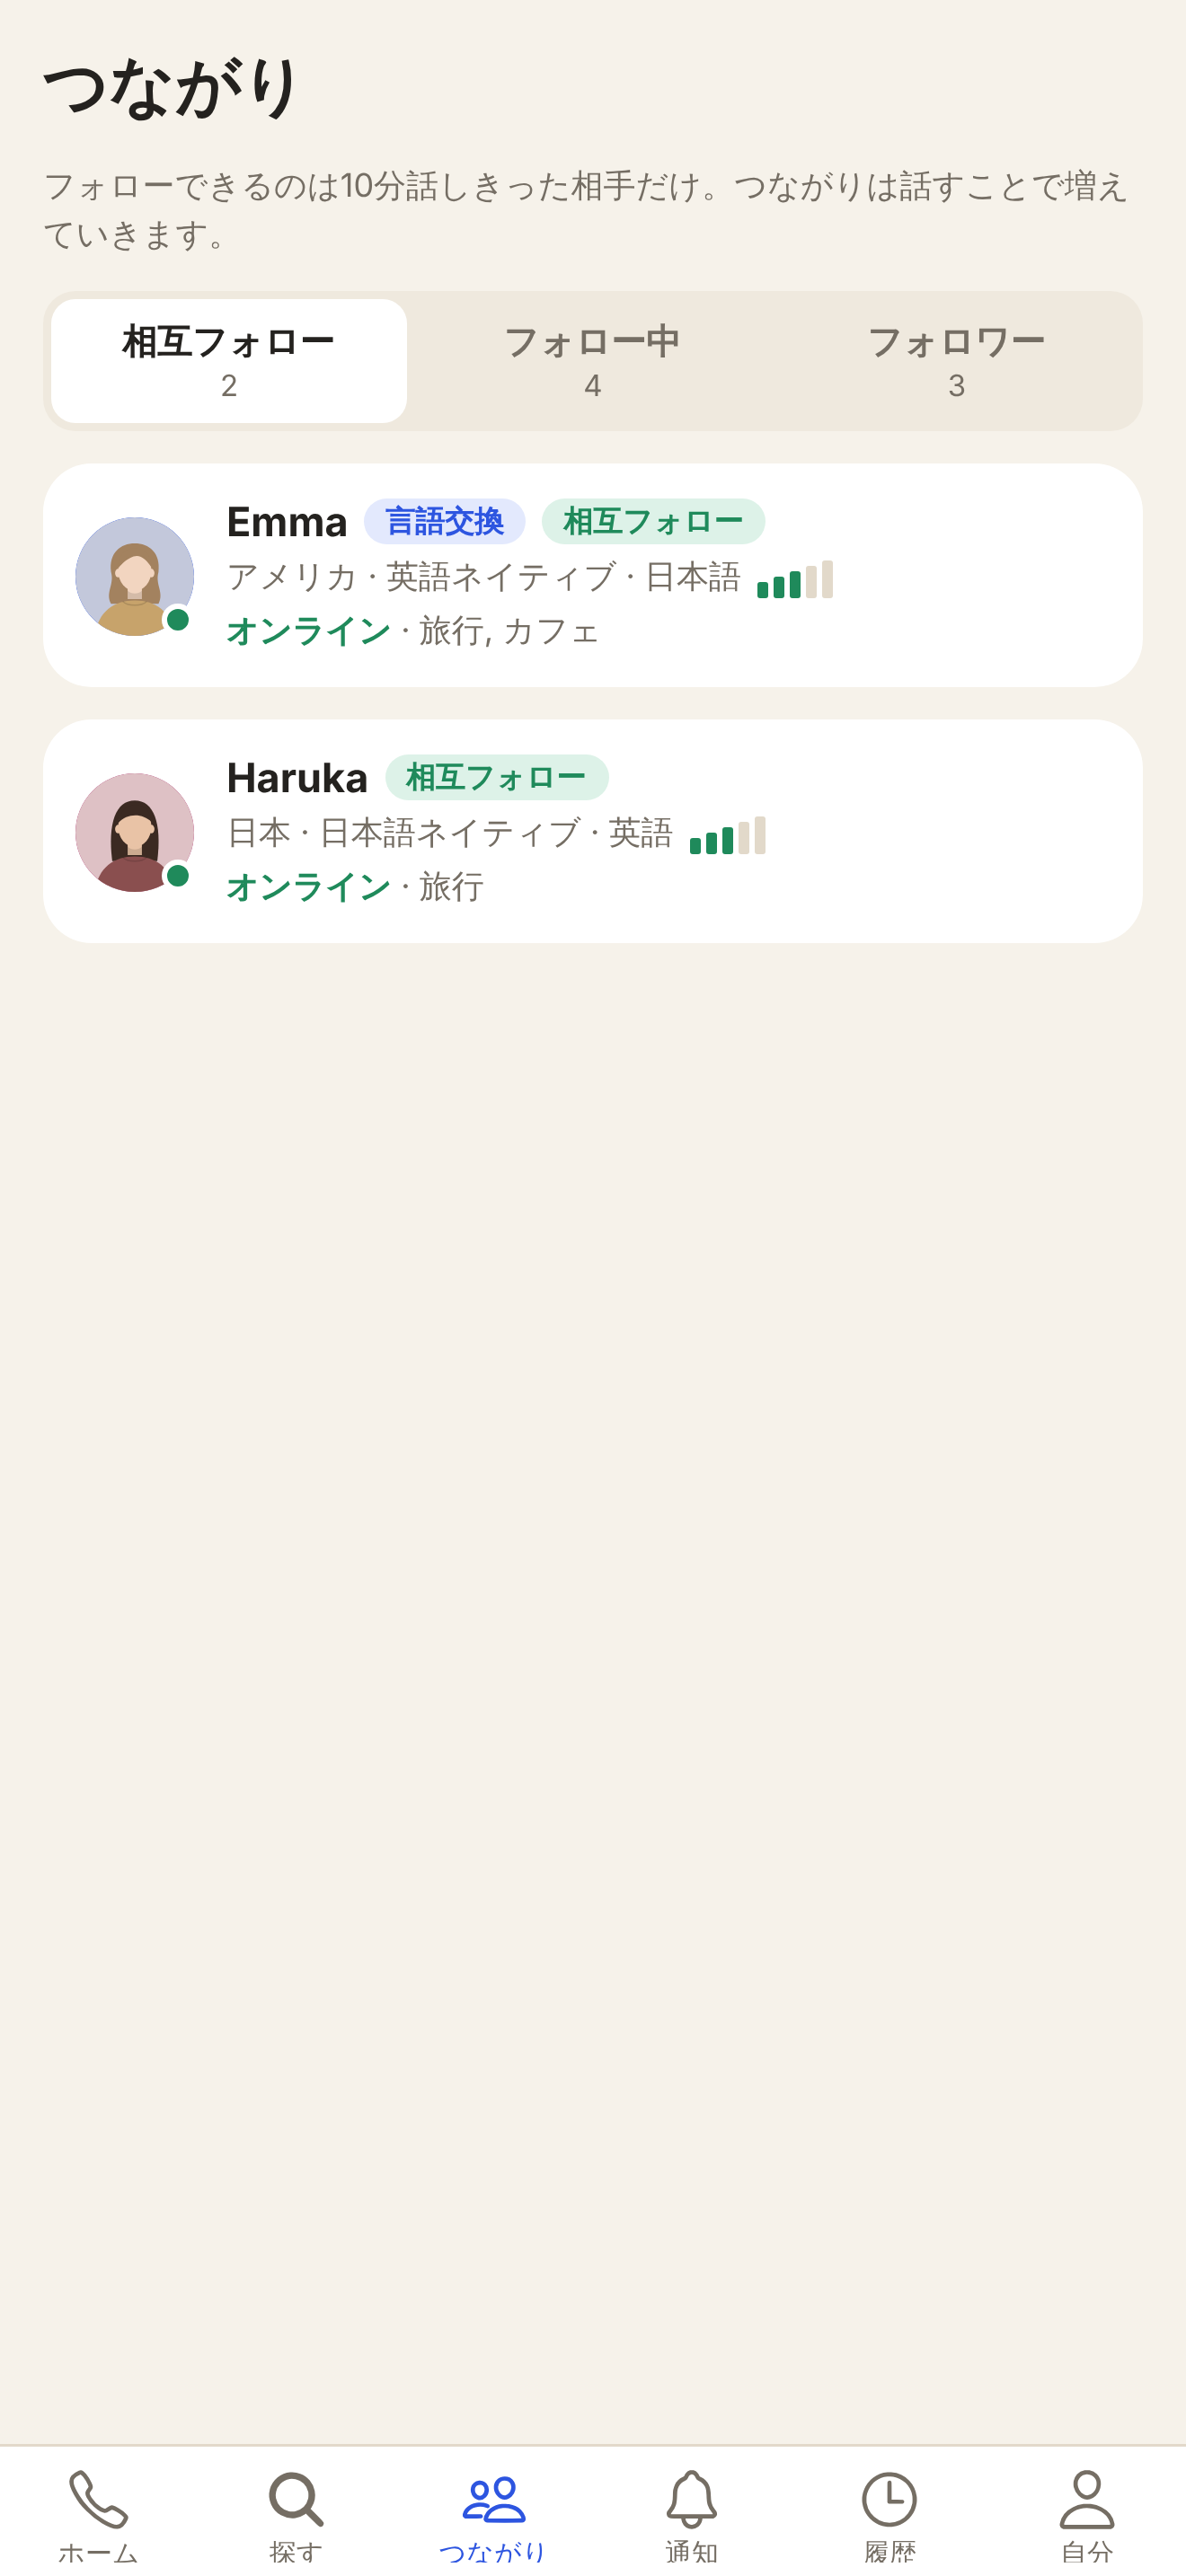 つながり
フォローできるのは10分話しきった相手だけ。つながりは話すことで増え
ていきます。
相互フォロー
2
フォロー中
4
フォロワー
3
Emma 言語交換 相互フォロー
アメリカ · 英語ネイティブ · 日本語
オンライン · 旅行, カフェ
Haruka 相互フォロー
日本 · 日本語ネイティブ · 英語
オンライン · 旅行
ホーム 探す つながり 通知 履歴 自分